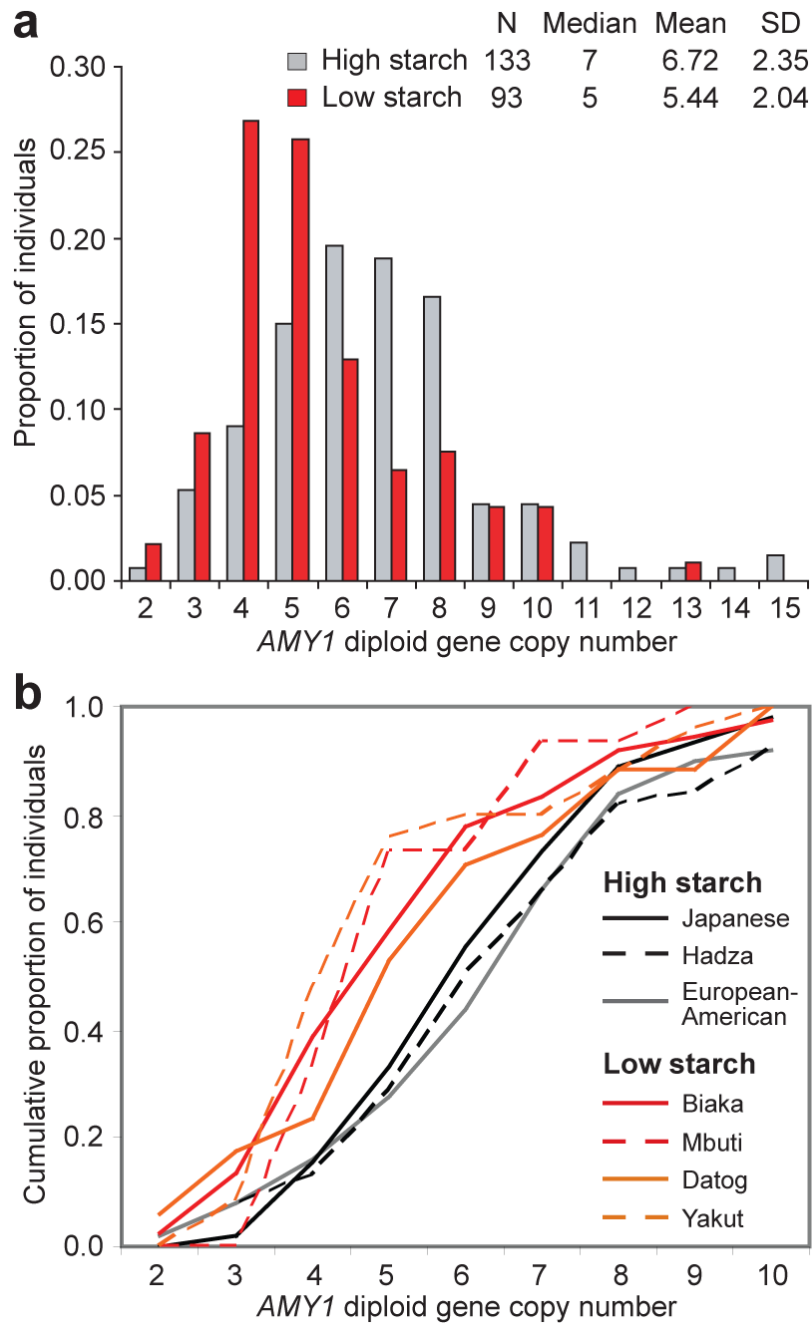 a
N Median Mean SD
High starch 133 7 6.72 2.35
Low starch 93 5 5.44 2.04
Proportion of individuals
0.30
0.25
0.20
0.15
0.10
0.05
0.00
2 3 4 5 6 7 8 9 10 11 12 13 14 15
AMY1 diploid gene copy number
b
Cumulative proportion of individuals
1.0
0.8
0.6
0.4
0.2
0.0
High starch
Japanese
Hadza
European-
American
Low starch
Biaka
Mbuti
Datog
Yakut
2 3 4 5 6 7 8 9 10
AMY1 diploid gene copy number